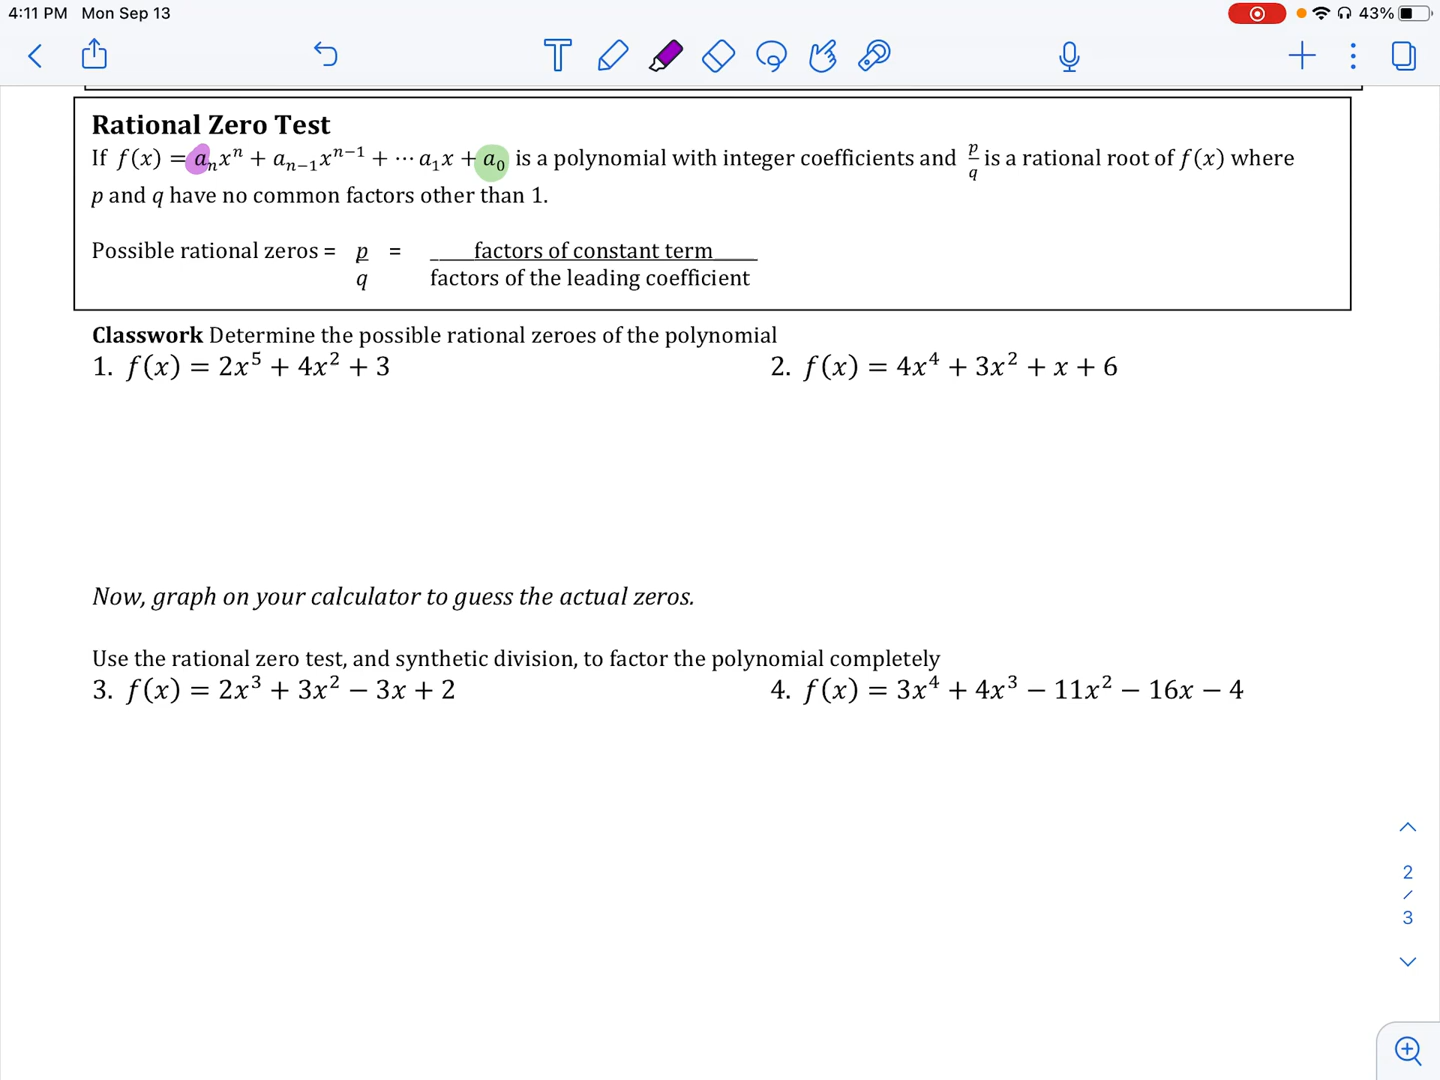 4:11 PM Mon Sep 13
43%
T
Rational Zero Test
If f(x) = aₙxⁿ + aₙ₋₁xⁿ⁻¹ + ⋯ a₁x + a₀ is a polynomial with integer coefficients and p/q is a rational root of f(x) where
p and q have no common factors other than 1.
Possible rational zeros = p = factors of constant term
q factors of the leading coefficient
Classwork Determine the possible rational zeroes of the polynomial
1. f(x) = 2x⁵ + 4x² + 3
2. f(x) = 4x⁴ + 3x² + x + 6
Now, graph on your calculator to guess the actual zeros.
Use the rational zero test, and synthetic division, to factor the polynomial completely
3. f(x) = 2x³ + 3x² − 3x + 2
4. f(x) = 3x⁴ + 4x³ − 11x² − 16x − 4
2
/
3